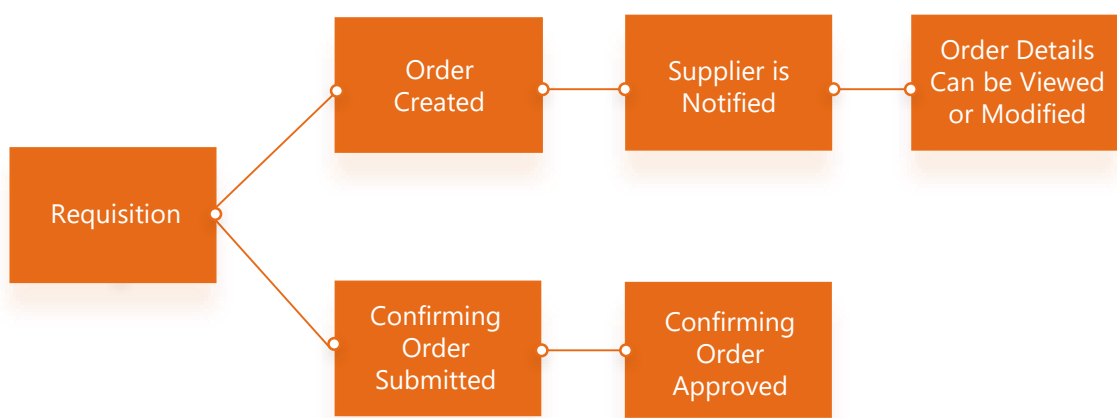 Requisition
Order
Created
Supplier is
Notified
Order Details
Can be Viewed
or Modified
Confirming
Order
Submitted
Confirming
Order
Approved